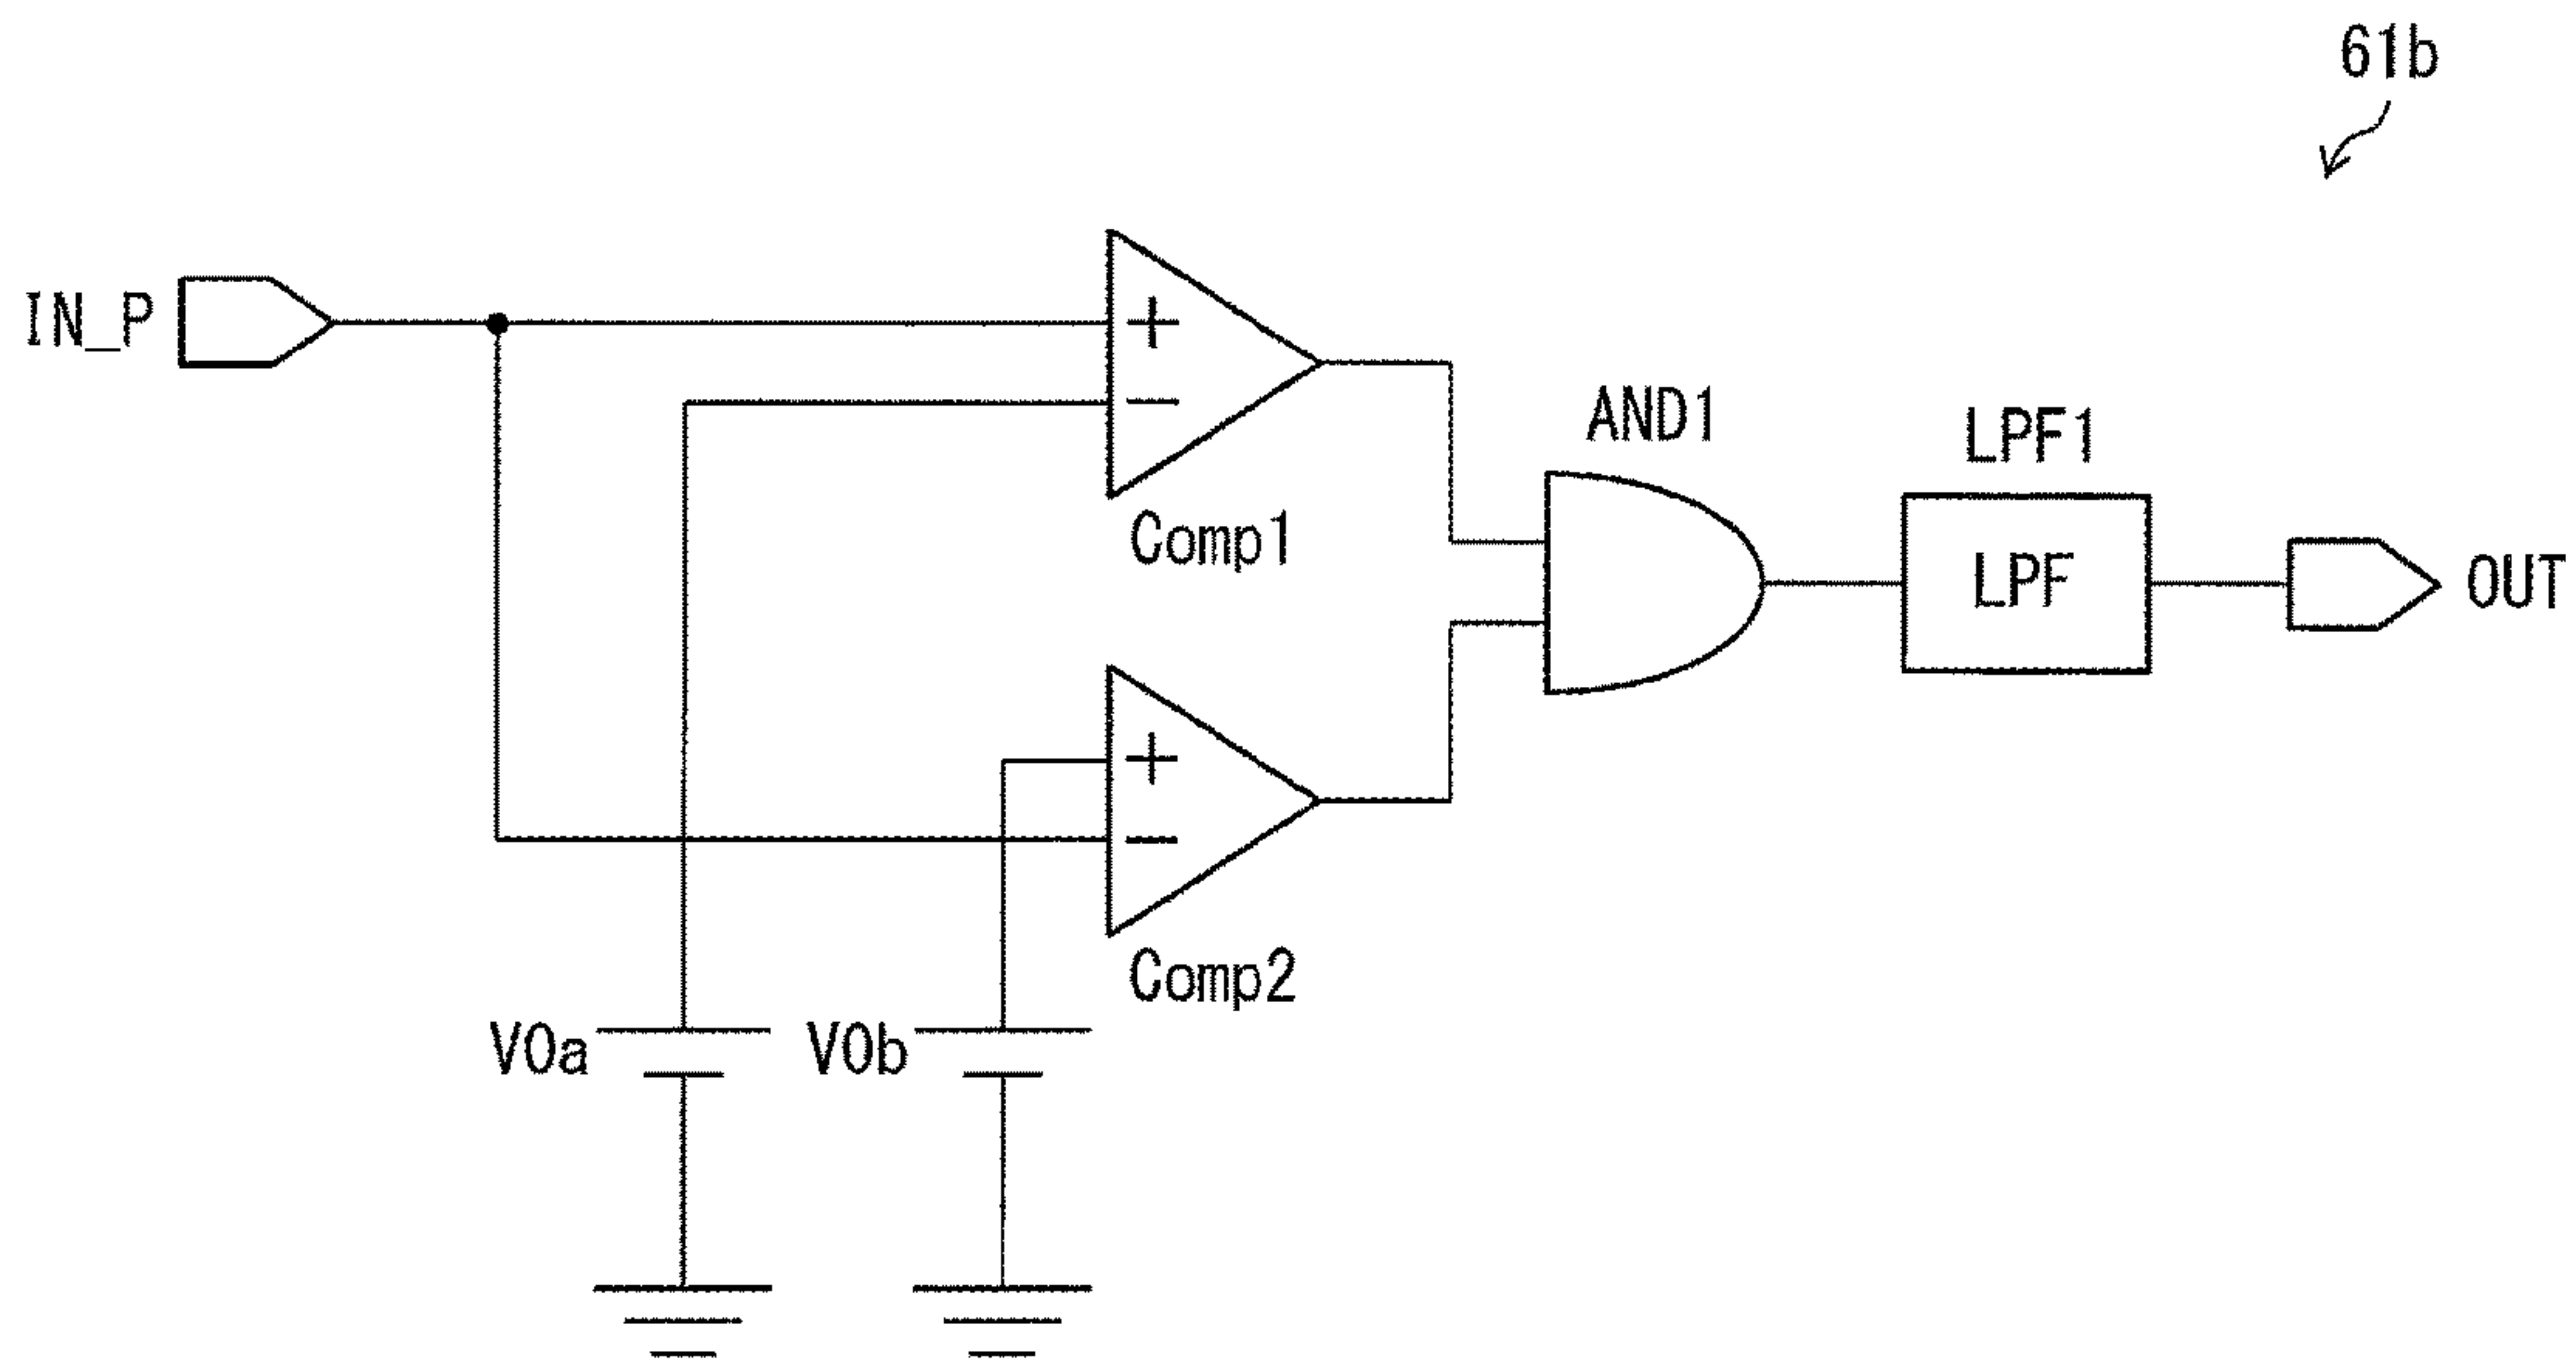 61b
IN_P
+
−
Comp1
AND1
LPF1
LPF
OUT
+
−
Comp2
V0a
V0b